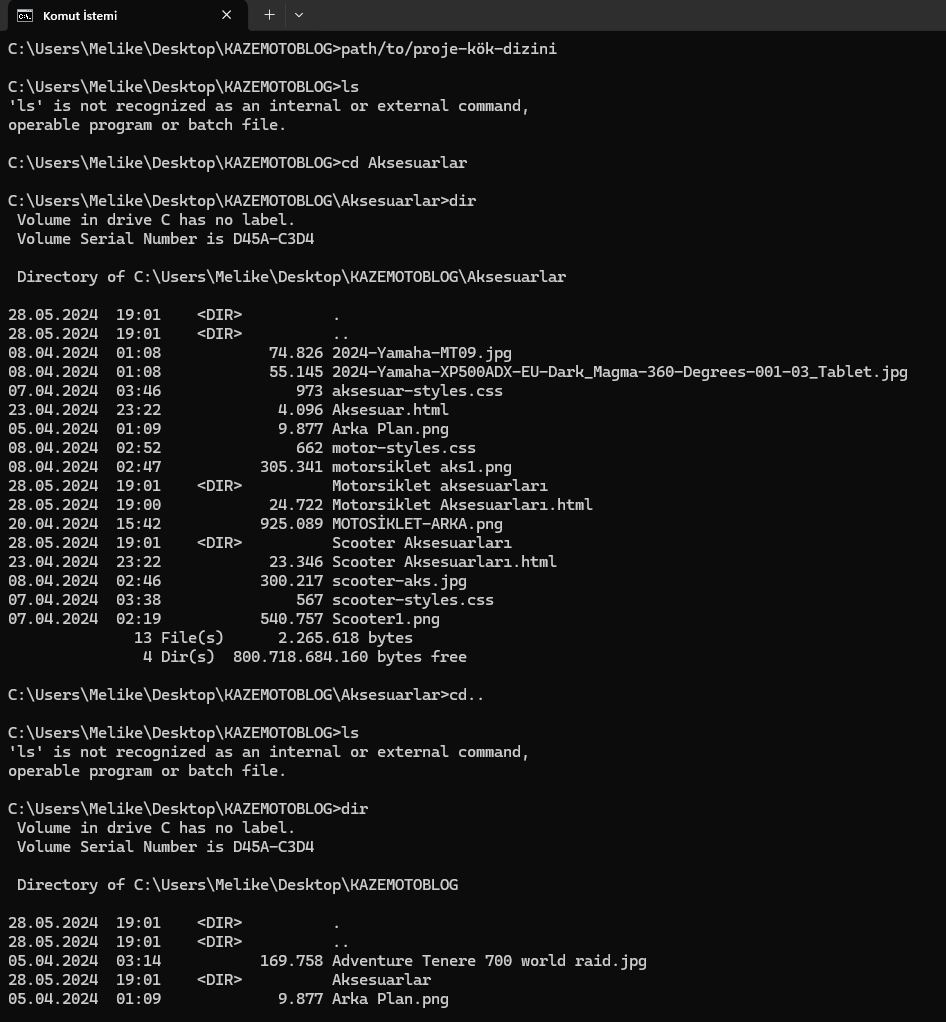 Komut İstemi
C:\Users\Melike\Desktop\KAZEMOTOBLOG>path/to/proje-kök-dizini
C:\Users\Melike\Desktop\KAZEMOTOBLOG>ls
'ls' is not recognized as an internal or external command,
operable program or batch file.
C:\Users\Melike\Desktop\KAZEMOTOBLOG>cd Aksesuarlar
C:\Users\Melike\Desktop\KAZEMOTOBLOG\Aksesuarlar>dir
 Volume in drive C has no label.
 Volume Serial Number is D45A-C3D4
 Directory of C:\Users\Melike\Desktop\KAZEMOTOBLOG\Aksesuarlar
28.05.2024  19:01    <DIR>          .
28.05.2024  19:01    <DIR>          ..
08.04.2024  01:08            74.826 2024-Yamaha-MT09.jpg
08.04.2024  01:08            55.145 2024-Yamaha-XP500ADX-EU-Dark_Magma-360-Degrees-001-03_Tablet.jpg
07.04.2024  03:46               973 aksesuar-styles.css
23.04.2024  23:22             4.096 Aksesuar.html
05.04.2024  01:09             9.877 Arka Plan.png
08.04.2024  02:52               662 motor-styles.css
08.04.2024  02:47           305.341 motorsiklet aks1.png
28.05.2024  19:01    <DIR>          Motorsiklet aksesuarları
28.05.2024  19:00            24.722 Motorsiklet Aksesuarları.html
20.04.2024  15:42           925.089 MOTOSİKLET-ARKA.png
28.05.2024  19:01    <DIR>          Scooter Aksesuarları
23.04.2024  23:22            23.346 Scooter Aksesuarları.html
08.04.2024  02:46           300.217 scooter-aks.jpg
07.04.2024  03:38               567 scooter-styles.css
07.04.2024  02:19           540.757 Scooter1.png
              13 File(s)      2.265.618 bytes
               4 Dir(s)  800.718.684.160 bytes free
C:\Users\Melike\Desktop\KAZEMOTOBLOG\Aksesuarlar>cd..
C:\Users\Melike\Desktop\KAZEMOTOBLOG>ls
'ls' is not recognized as an internal or external command,
operable program or batch file.
C:\Users\Melike\Desktop\KAZEMOTOBLOG>dir
 Volume in drive C has no label.
 Volume Serial Number is D45A-C3D4
 Directory of C:\Users\Melike\Desktop\KAZEMOTOBLOG
28.05.2024  19:01    <DIR>          .
28.05.2024  19:01    <DIR>          ..
05.04.2024  03:14           169.758 Adventure Tenere 700 world raid.jpg
28.05.2024  19:01    <DIR>          Aksesuarlar
05.04.2024  01:09             9.877 Arka Plan.png